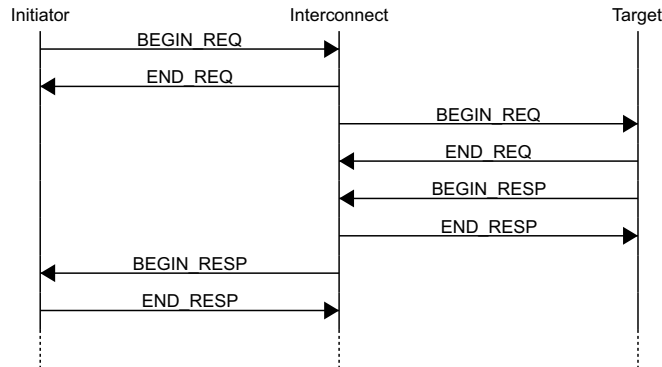 Initiator Interconnect Target
BEGIN_REQ
END_REQ
BEGIN_REQ
END_REQ
BEGIN_RESP
END_RESP
BEGIN_RESP
END_RESP